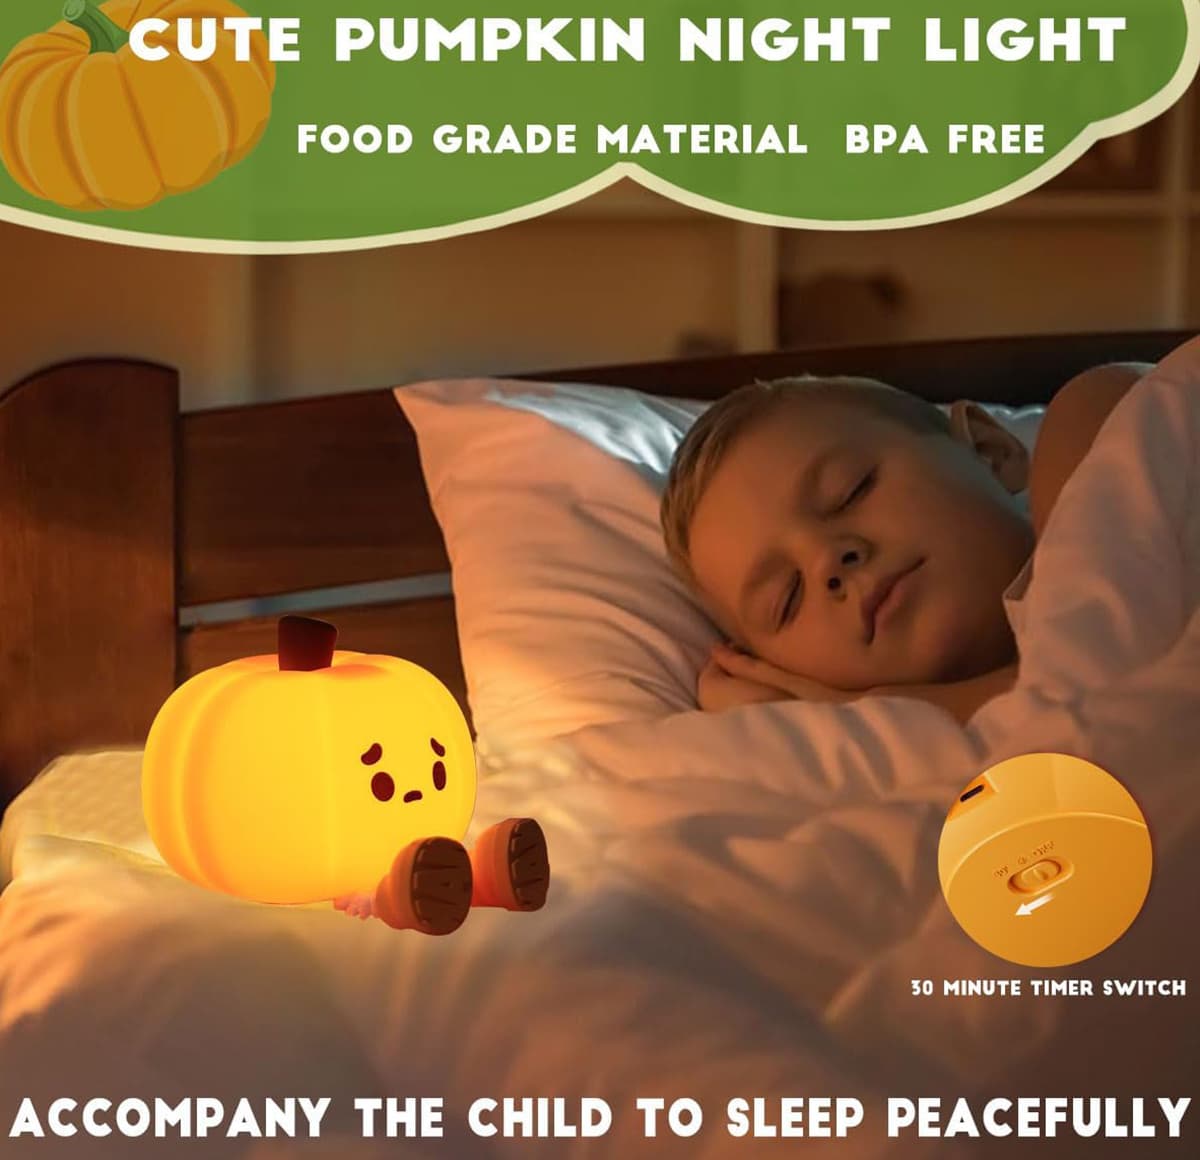 CUTE PUMPKIN NIGHT LIGHT
FOOD GRADE MATERIAL BPA FREE
30 MINUTE TIMER SWITCH
ACCOMPANY THE CHILD TO SLEEP PEACEFULLY